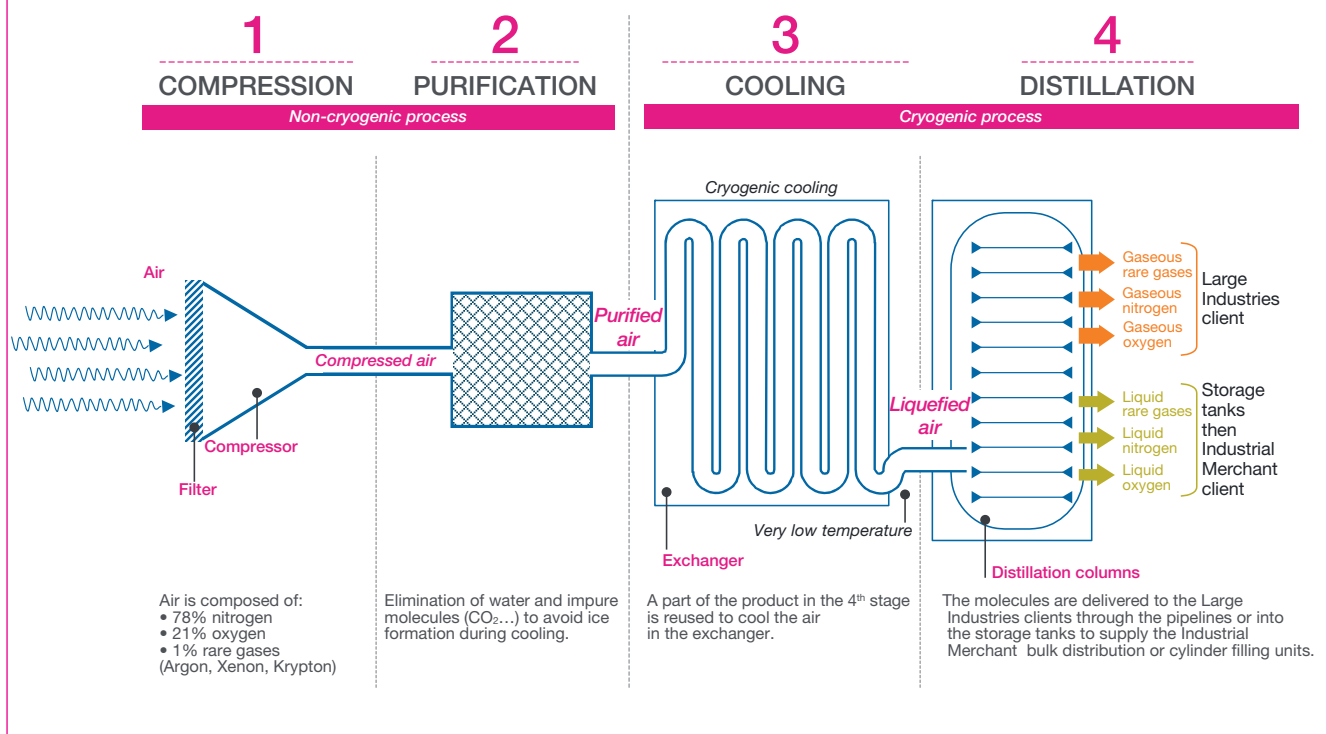 1
COMPRESSION
2
PURIFICATION
3
COOLING
4
DISTILLATION
Non-cryogenic process
Cryogenic process
Air
Filter
Compressor
Compressed air
Purified
air
Cryogenic cooling
Exchanger
Very low temperature
Liquefied
air
Distillation columns
Gaseous
rare gases
Gaseous
nitrogen
Gaseous
oxygen
Large
Industries
client
Liquid
rare gases
Liquid
nitrogen
Liquid
oxygen
Storage
tanks
then
Industrial
Merchant
client
Air is composed of:
• 78% nitrogen
• 21% oxygen
• 1% rare gases
(Argon, Xenon, Krypton)
Elimination of water and impure
molecules (CO₂...) to avoid ice
formation during cooling.
A part of the product in the 4th stage
is reused to cool the air
in the exchanger.
The molecules are delivered to the Large
Industries clients through the pipelines or into
the storage tanks to supply the Industrial
Merchant bulk distribution or cylinder filling units.